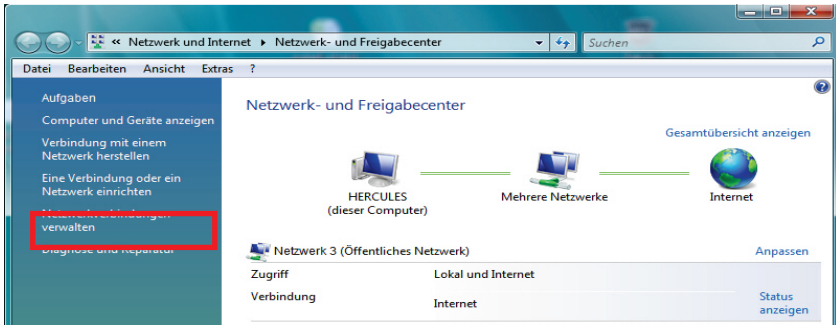 « Netzwerk und Internet ▸ Netzwerk- und Freigabecenter
Suchen
Datei Bearbeiten Ansicht Extras ?
Aufgaben
Computer und Geräte anzeigen
Verbindung mit einem
Netzwerk herstellen
Eine Verbindung oder ein
Netzwerk einrichten
Netzwerkverbindungen
verwalten
Diagnose und Reparatur
Netzwerk- und Freigabecenter
Gesamtübersicht anzeigen
HERCULES
(dieser Computer)
Mehrere Netzwerke
Internet
Netzwerk 3 (Öffentliches Netzwerk)
Anpassen
Zugriff Lokal und Internet
Verbindung Internet
Status
anzeigen